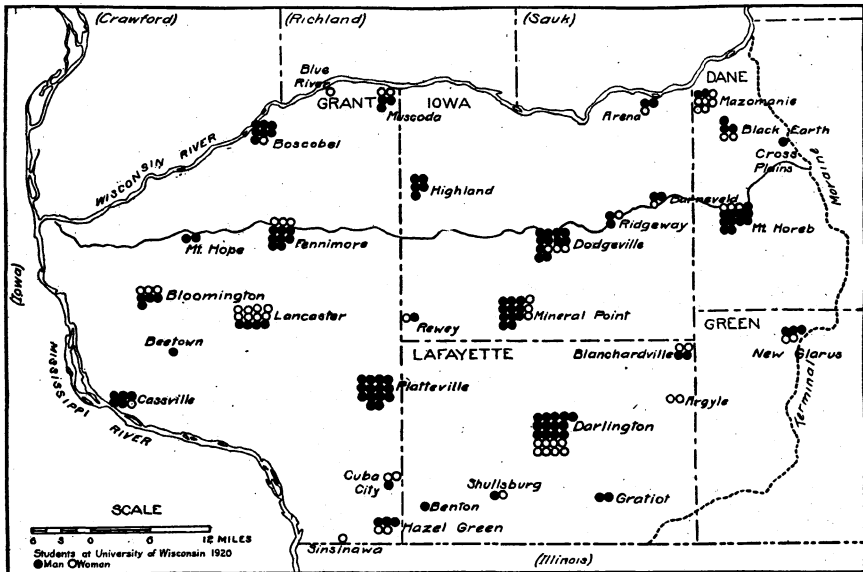 (Crawford)
(Richland)
(Sauk)
DANE
Blue
River
GRANT
IOWA
Muscoda
Arena
Mazomanie
Black Earth
Cross
Plains
Moraine
Boscobel
WISCONSIN RIVER
Highland
Barneveld
Ridgeway
Mt. Horeb
Mt. Hope
Fennimore
Dodgeville
(Iowa)
Bloomington
Lancaster
Rewey
Mineral Point
GREEN
Beetown
LAFAYETTE
Blanchardville
New Glarus
MISSISSIPPI
RIVER
Cassville
Platteville
Argyle
Terminal
Darlington
Cuba
City
Shullsburg
Benton
Gratiot
SCALE
Hazel Green
6 3 0 6 12 MILES
Sinsinawa
Students at University of Wisconsin 1920
Man Woman
(Illinois)